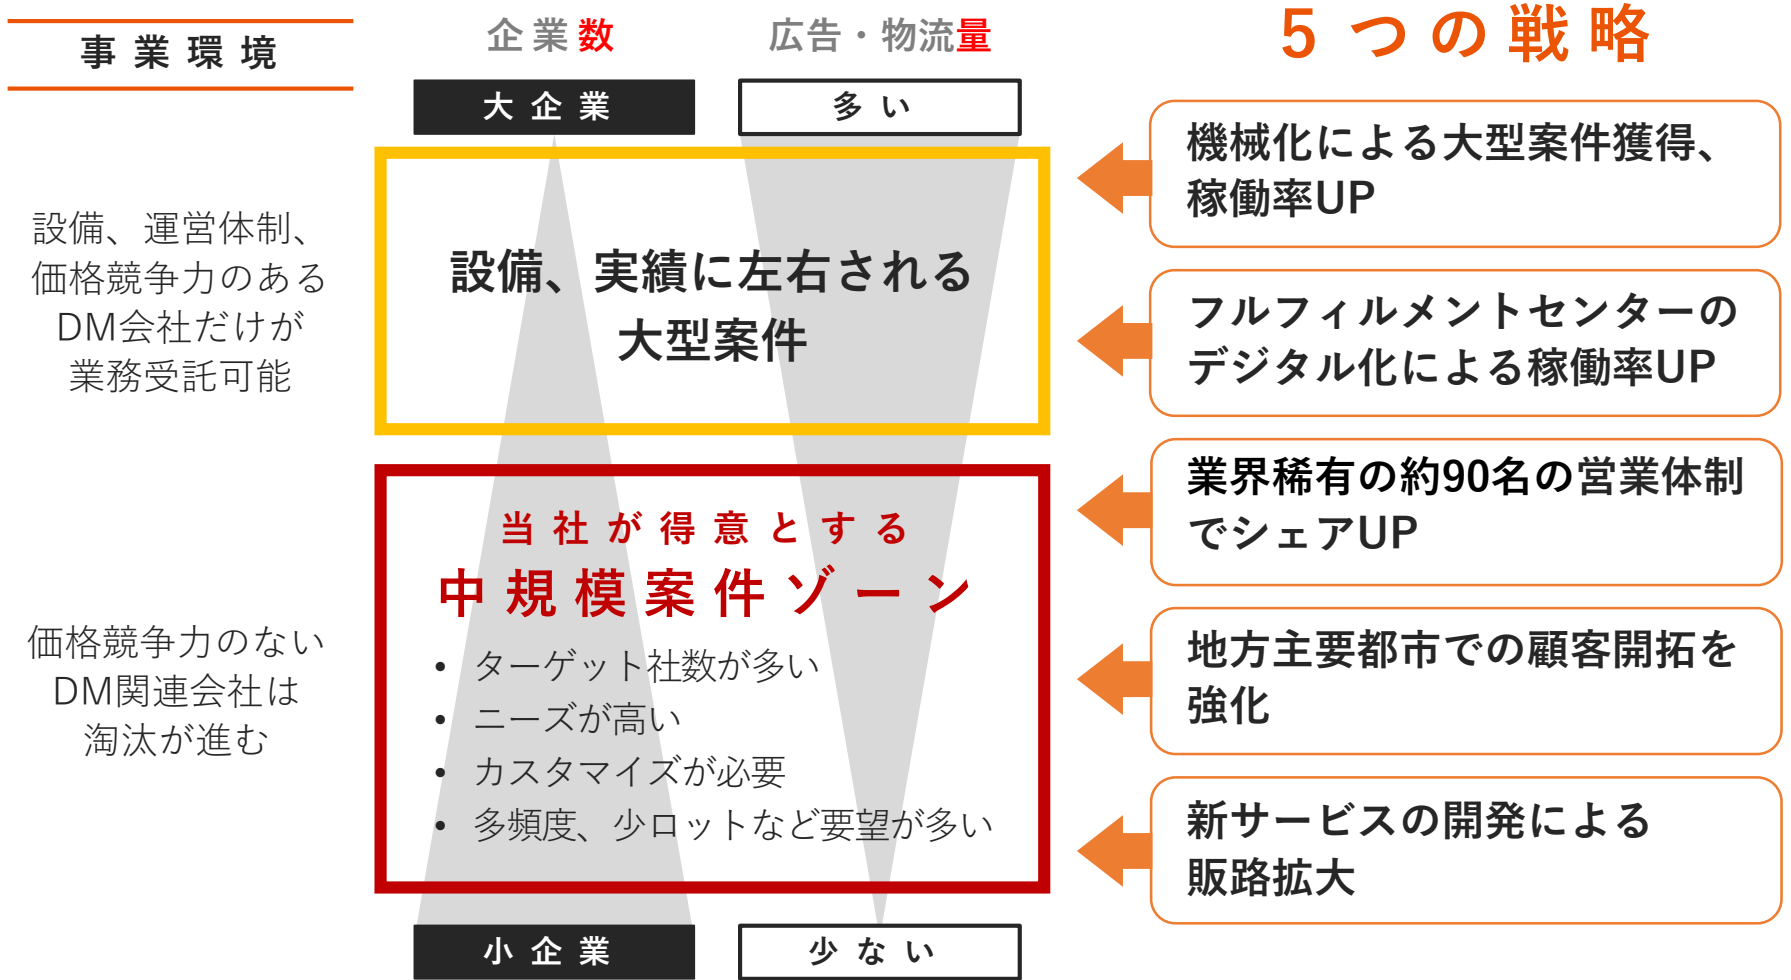 事業環境
企業数
広告・物流量
5つの戦略
大企業
多い
設備、運営体制、
価格競争力のある
DM会社だけが
業務受託可能
設備、実績に左右される
大型案件
価格競争力のない
DM関連会社は
淘汰が進む
当社が得意とする
中規模案件ゾーン
• ターゲット社数が多い
• ニーズが高い
• カスタマイズが必要
• 多頻度、少ロットなど要望が多い
小企業
少ない
機械化による大型案件獲得、
稼働率UP
フルフィルメントセンターの
デジタル化による稼働率UP
業界稀有の約90名の営業体制
でシェアUP
地方主要都市での顧客開拓を
強化
新サービスの開発による
販路拡大